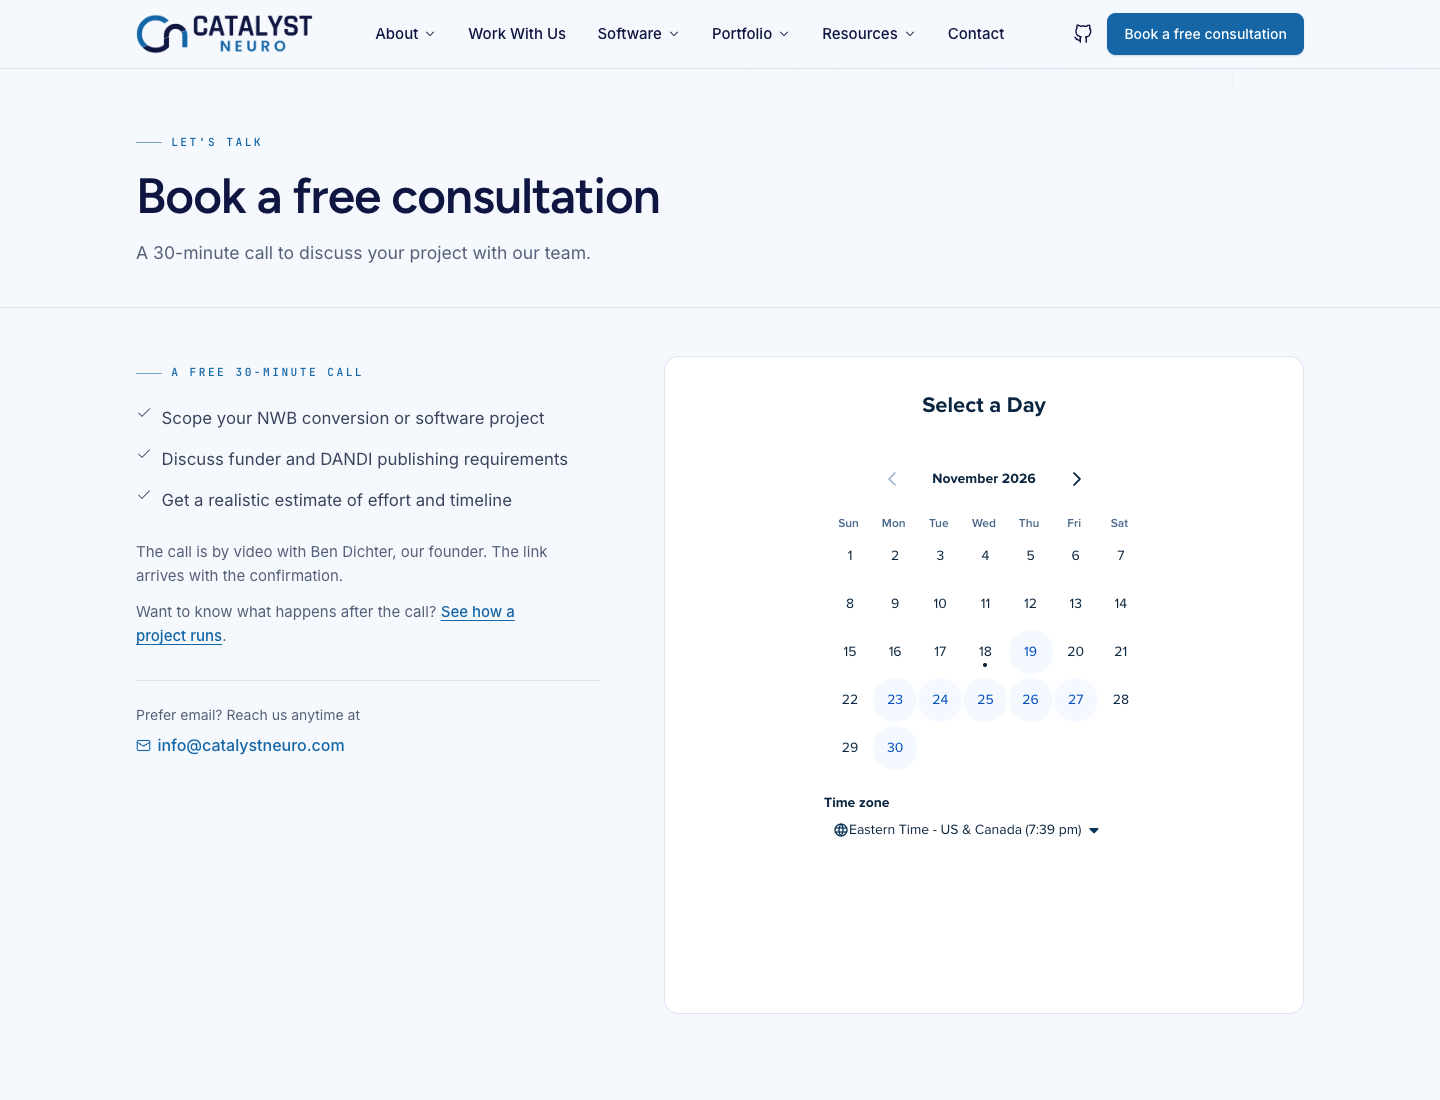 CATALYST
NEURO
About
Work With Us
Software
Portfolio
Resources
Contact
Book a free consultation
LET'S TALK
Book a free consultation
A 30-minute call to discuss your project with our team.
A FREE 30-MINUTE CALL
Scope your NWB conversion or software project
Discuss funder and DANDI publishing requirements
Get a realistic estimate of effort and timeline
The call is by video with Ben Dichter, our founder. The link
arrives with the confirmation.
Want to know what happens after the call? See how a
project runs.
Prefer email? Reach us anytime at
info@catalystneuro.com
Select a Day
November 2026
Sun Mon Tue Wed Thu Fri Sat
1 2 3 4 5 6 7
8 9 10 11 12 13 14
15 16 17 18 19 20 21
22 23 24 25 26 27 28
29 30
Time zone
Eastern Time - US & Canada (7:39 pm)